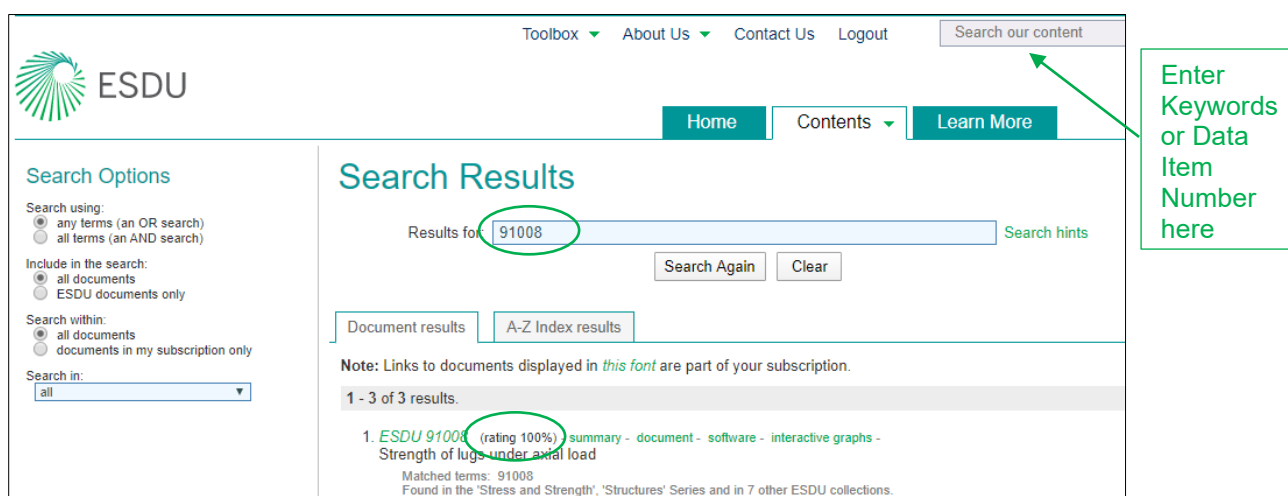 Toolbox About Us Contact Us Logout Search our content
ESDU
Home Contents Learn More
Enter
Keywords
or Data
Item
Number
here
Search Options
Search using:
any terms (an OR search)
all terms (an AND search)
Include in the search:
all documents
ESDU documents only
Search within:
all documents
documents in my subscription only
Search in:
all
Search Results
Results for: 91008 Search hints
Search Again Clear
Document results A-Z Index results
Note: Links to documents displayed in this font are part of your subscription.
1 - 3 of 3 results.
1. ESDU 91008 (rating 100%) - summary - document - software - interactive graphs -
Strength of lugs under axial load
Matched terms: 91008
Found in the 'Stress and Strength', 'Structures' Series and in 7 other ESDU collections.